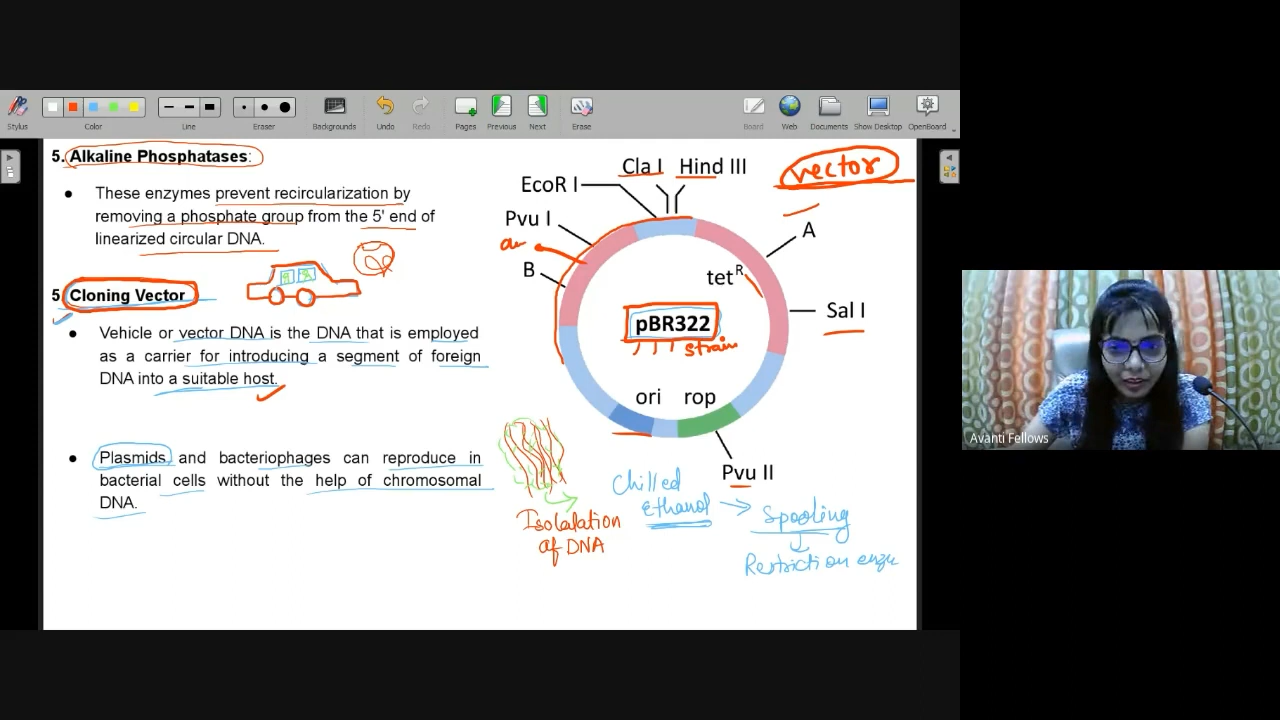 Stylus
Color
Line
Eraser
Backgrounds
Undo
Redo
Pages
Previous
Next
Erase
Board
Web
Documents
Show Desktop
OpenBoard
5. Alkaline Phosphatases:
These enzymes prevent recircularization by
removing a phosphate group from the 5' end of
linearized circular DNA.
5. Cloning Vector
Vehicle or vector DNA is the DNA that is employed
as a carrier for introducing a segment of foreign
DNA into a suitable host.
Plasmids, and bacteriophages can reproduce in
bacterial cells without the help of chromosomal
DNA.
vector
Cla I
Hind III
EcoR I
Pvu I
B
A
tetR
Sal I
pBR322
strain
ori
rop
Pvu II
Isolalation
of DNA
Chilled
Ethanol
Spooling
Restriction
Avanti Fellows